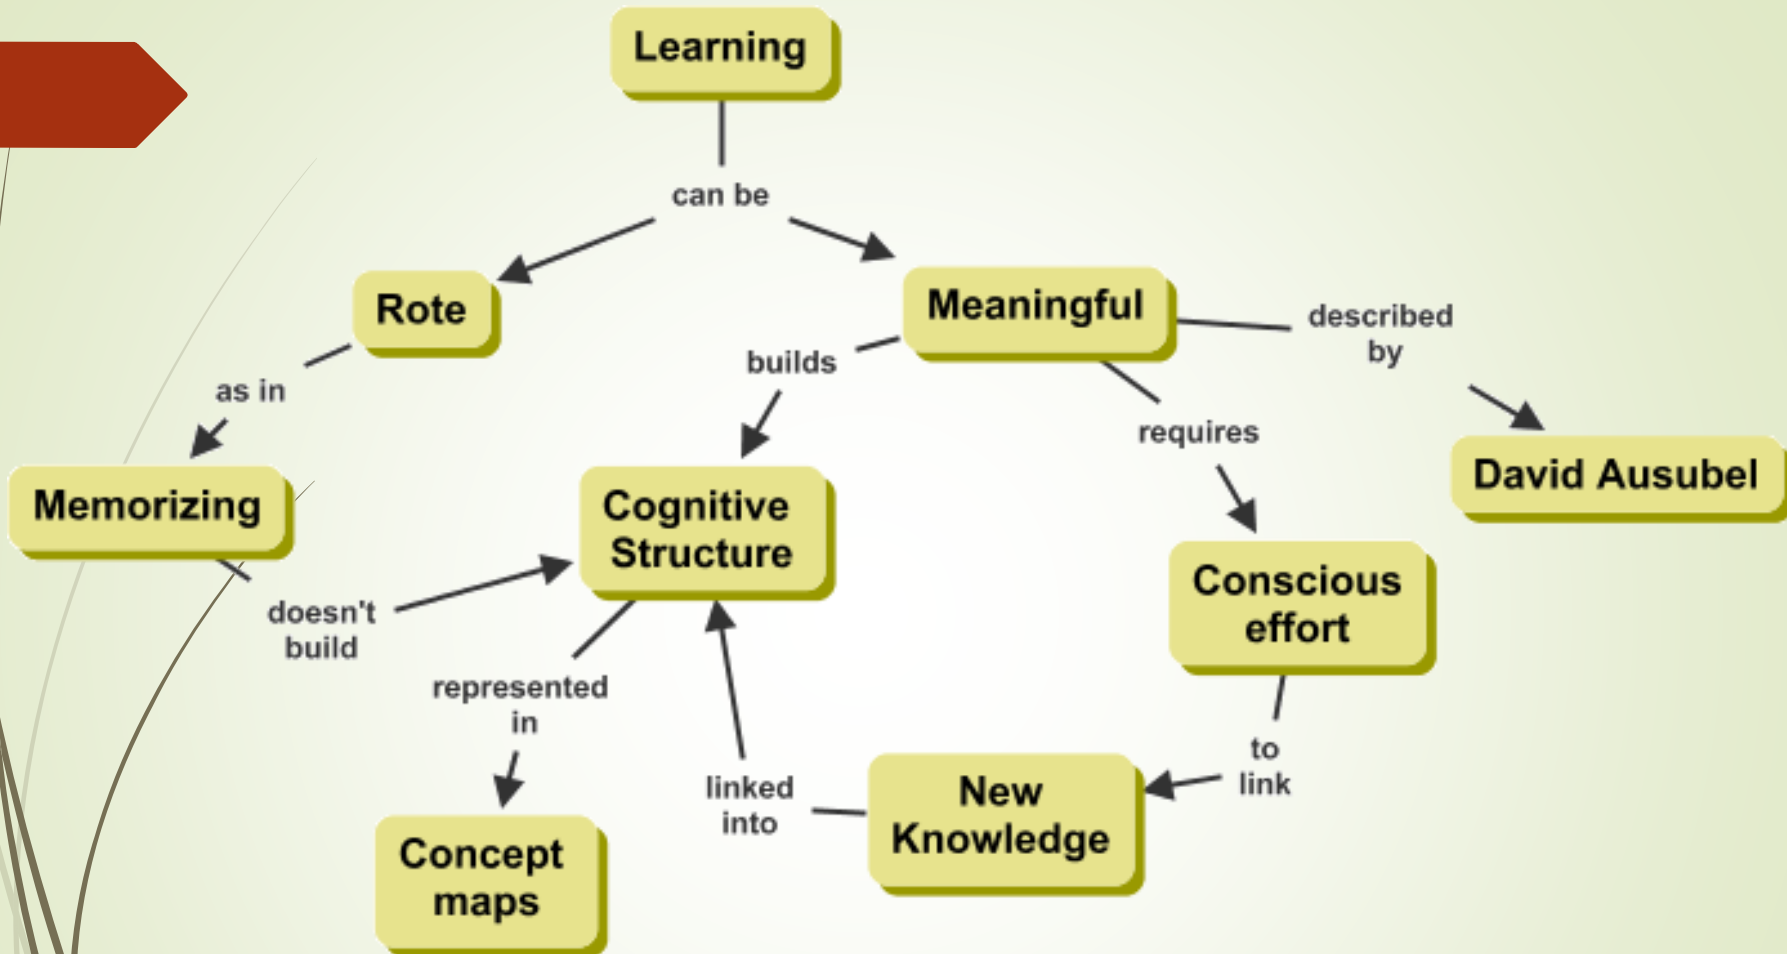 Learning
can be
Rote
Meaningful
described
by
builds
as in
requires
David Ausubel
Memorizing
Cognitive
Structure
Conscious
effort
doesn't
build
represented
in
to
link
linked
into
New
Knowledge
Concept
maps